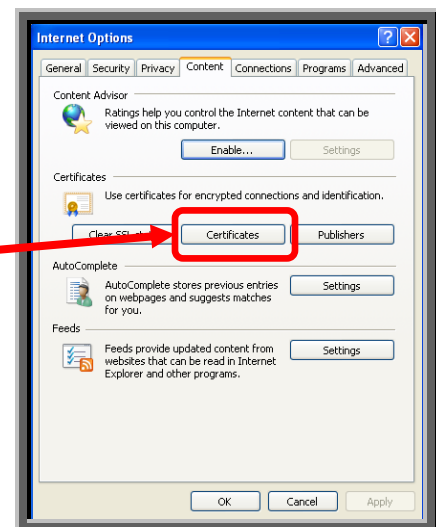 Internet Options
General Security Privacy Content Connections Programs Advanced
Content Advisor
Ratings help you control the Internet content that can be
viewed on this computer.
Enable... Settings
Certificates
Use certificates for encrypted connections and identification.
Clear SSL Certificates Publishers
AutoComplete
AutoComplete stores previous entries
on webpages and suggests matches
for you.
Settings
Feeds
Feeds provide updated content from
websites that can be read in Internet
Explorer and other programs.
Settings
OK Cancel Apply